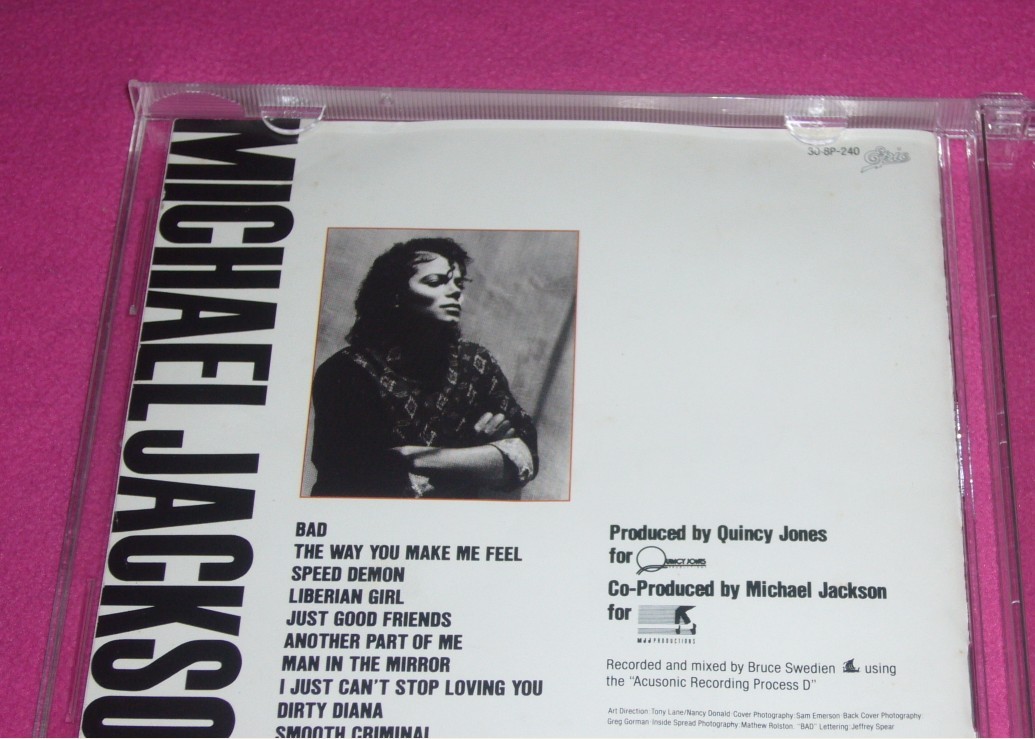 MICHAEL JACKSO
30·8P-240
Epic
BAD
THE WAY YOU MAKE ME FEEL
SPEED DEMON
LIBERIAN GIRL
JUST GOOD FRIENDS
ANOTHER PART OF ME
MAN IN THE MIRROR
I JUST CAN'T STOP LOVING YOU
DIRTY DIANA
SMOOTH CRIMINAL
Produced by Quincy Jones
for QUINCY JONES
Co-Produced by Michael Jackson
for
MJJ PRODUCTIONS
Recorded and mixed by Bruce Swedien using
the "Acusonic Recording Process D"
Art Direction: Tony Lane/Nancy Donald Cover Photography: Sam Emerson Back Cover Photography
Greg Gorman Inside Spread Photography: Mathew Rolston. "BAD" Lettering: Jeffrey Spear